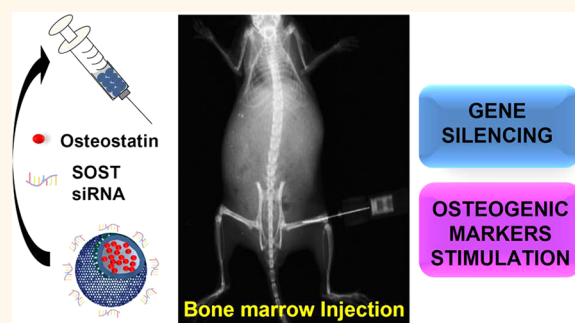 Osteostatin
SOST
siRNA
Bone marrow Injection
GENE
SILENCING
OSTEOGENIC
MARKERS
STIMULATION